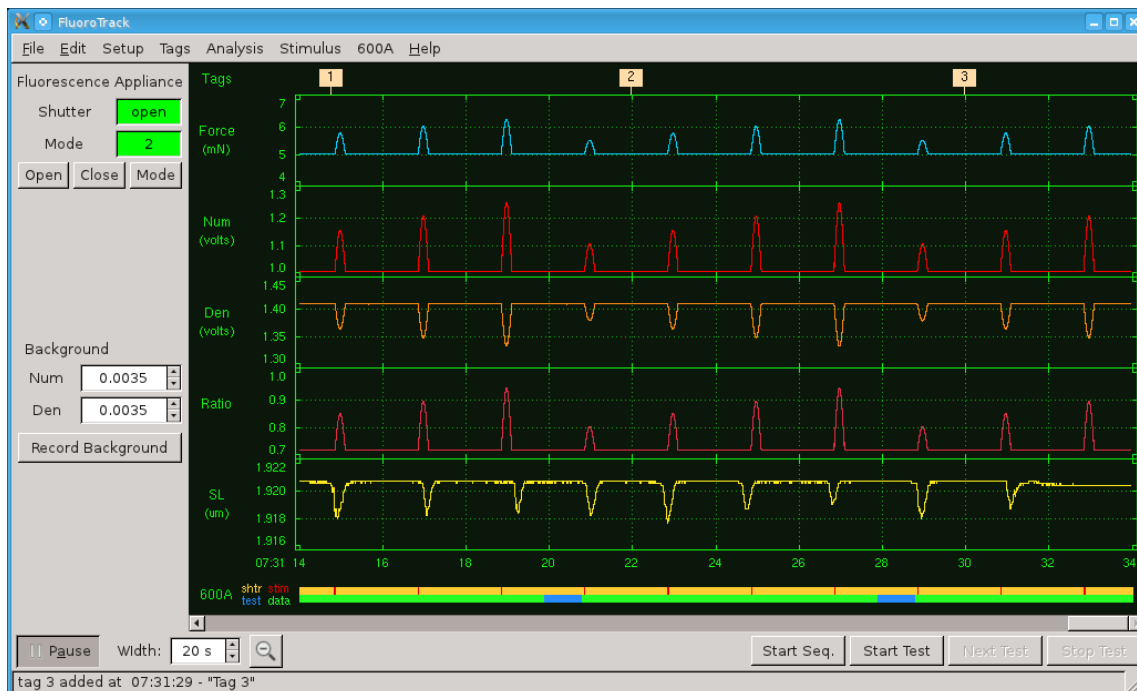 FluoroTrack
File Edit Setup Tags Analysis Stimulus 600A Help
Fluorescence Appliance
Shutter open
Mode 2
Open Close Mode
Background
Num 0.0035
Den 0.0035
Record Background
Tags 1 2 3
Force
(mN)
7
6
5
4
Num
(volts)
1.3
1.2
1.1
1.0
Den
(volts)
1.45
1.40
1.35
1.30
Ratio
1.0
0.9
0.8
0.7
SL
(um)
1.922
1.920
1.918
1.916
07:31 14 16 18 20 22 24 26 28 30 32 34
600A
shtr stim
test data
Pause Width: 20 s Start Seq. Start Test Next Test Stop Test
tag 3 added at 07:31:29 - "Tag 3"